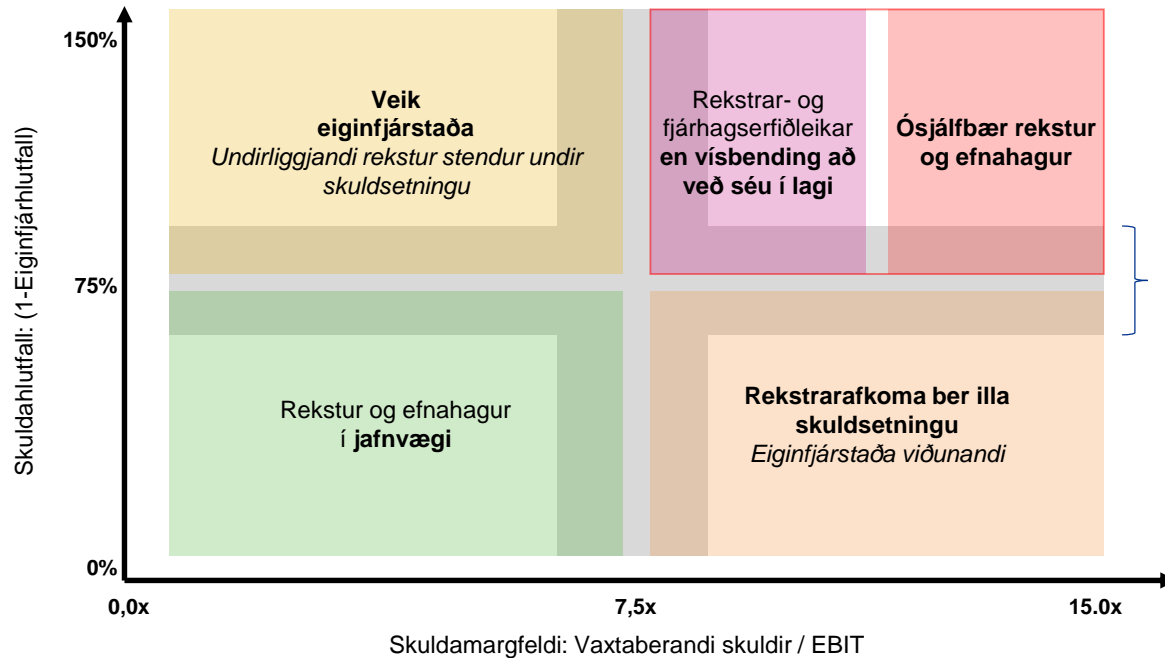 Skuldahlutfall: (1-Eiginfjárhlutfall)
150%
75%
0%
Veik
eiginfjárstaða
Undirliggjandi rekstur stendur undir
skuldsetningu
Rekstrar- og
fjárhagserfiðleikar
en vísbending að
veð séu í lagi
Ósjálfbær rekstur
og efnahagur
Rekstur og efnahagur
í jafnvægi
Rekstrarafkoma ber illa
skuldsetningu
Eiginfjárstaða viðunandi
0,0x
7,5x
15.0x
Skuldamargfeldi: Vaxtaberandi skuldir / EBIT